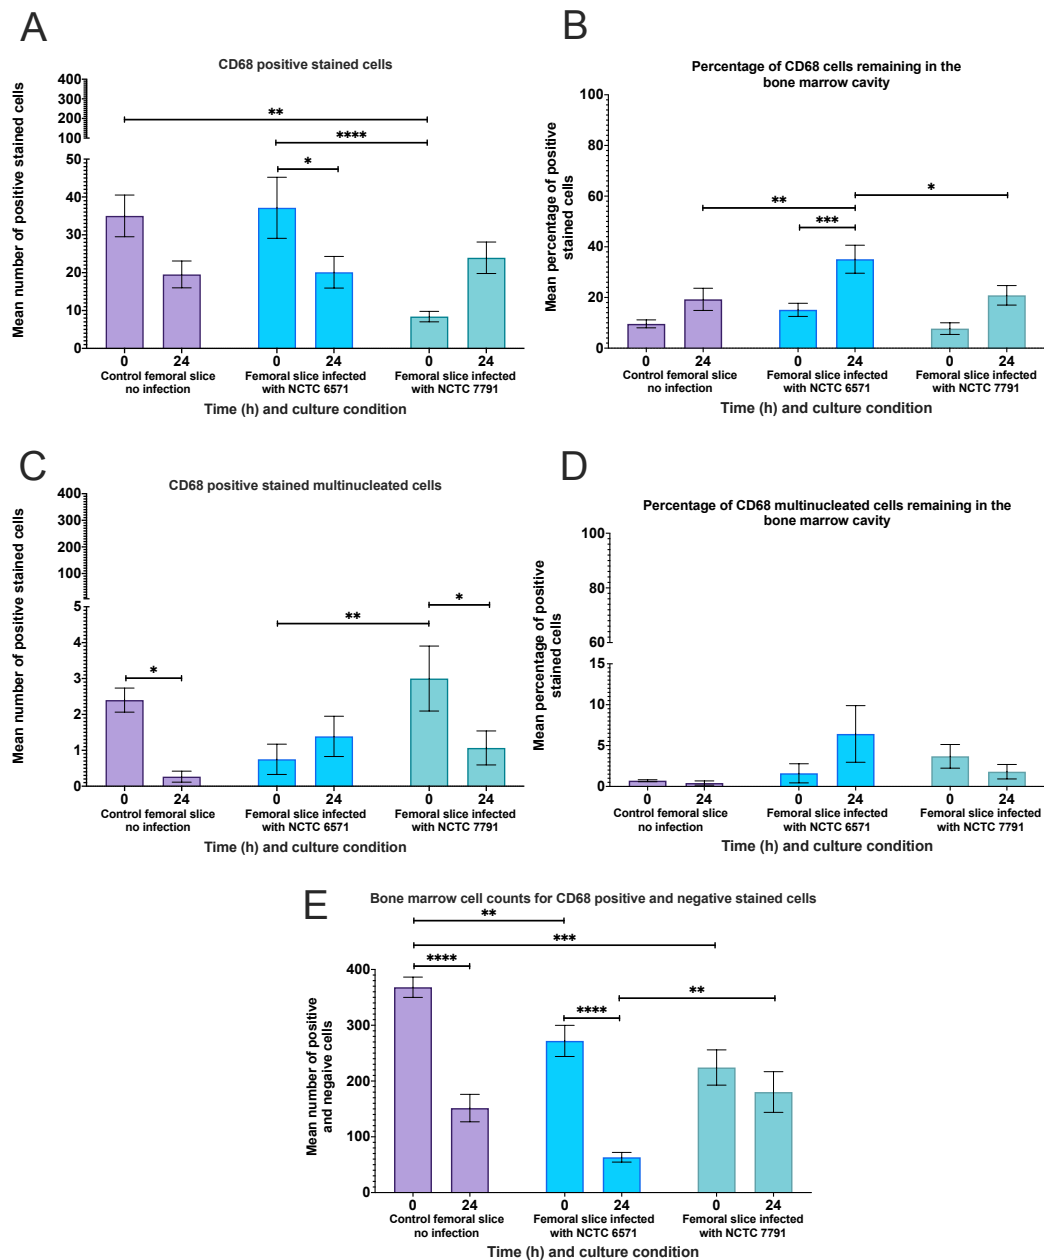 A
CD68 positive stained cells
Mean number of positive stained cells
400
300
200
100
50
40
30
20
10
0
**
****
*
0 24 0 24 0 24
Control femoral slice
no infection
Femoral slice infected
with NCTC 6571
Femoral slice infected
with NCTC 7791
Time (h) and culture condition
B
Percentage of CD68 cells remaining in the
bone marrow cavity
Mean percentage of positive
stained cells
100
80
60
40
20
0
**
***
*
0 24 0 24 0 24
Control femoral slice
no infection
Femoral slice infected
with NCTC 6571
Femoral slice infected
with NCTC 7791
Time (h) and culture condition
C
CD68 positive stained multinucleated cells
Mean number of positive stained cells
400
300
200
100
5
4
3
2
1
0
*
**
*
0 24 0 24 0 24
Control femoral slice
no infection
Femoral slice infected
with NCTC 6571
Femoral slice infected
with NCTC 7791
Time (h) and culture condition
D
Percentage of CD68 multinucleated cells remaining in the
bone marrow cavity
Mean percentage of positive
stained cells
100
80
60
15
10
5
0
0 24 0 24 0 24
Control femoral slice
no infection
Femoral slice infected
with NCTC 6571
Femoral slice infected
with NCTC 7791
Time (h) and culture condition
E
Bone marrow cell counts for CD68 positive and negative stained cells
Mean number of positive
and negative cells
400
300
200
100
0
**
***
****
****
**
0 24 0 24 0 24
Control femoral slice
no infection
Femoral slice infected
with NCTC 6571
Femoral slice infected
with NCTC 7791
Time (h) and culture condition